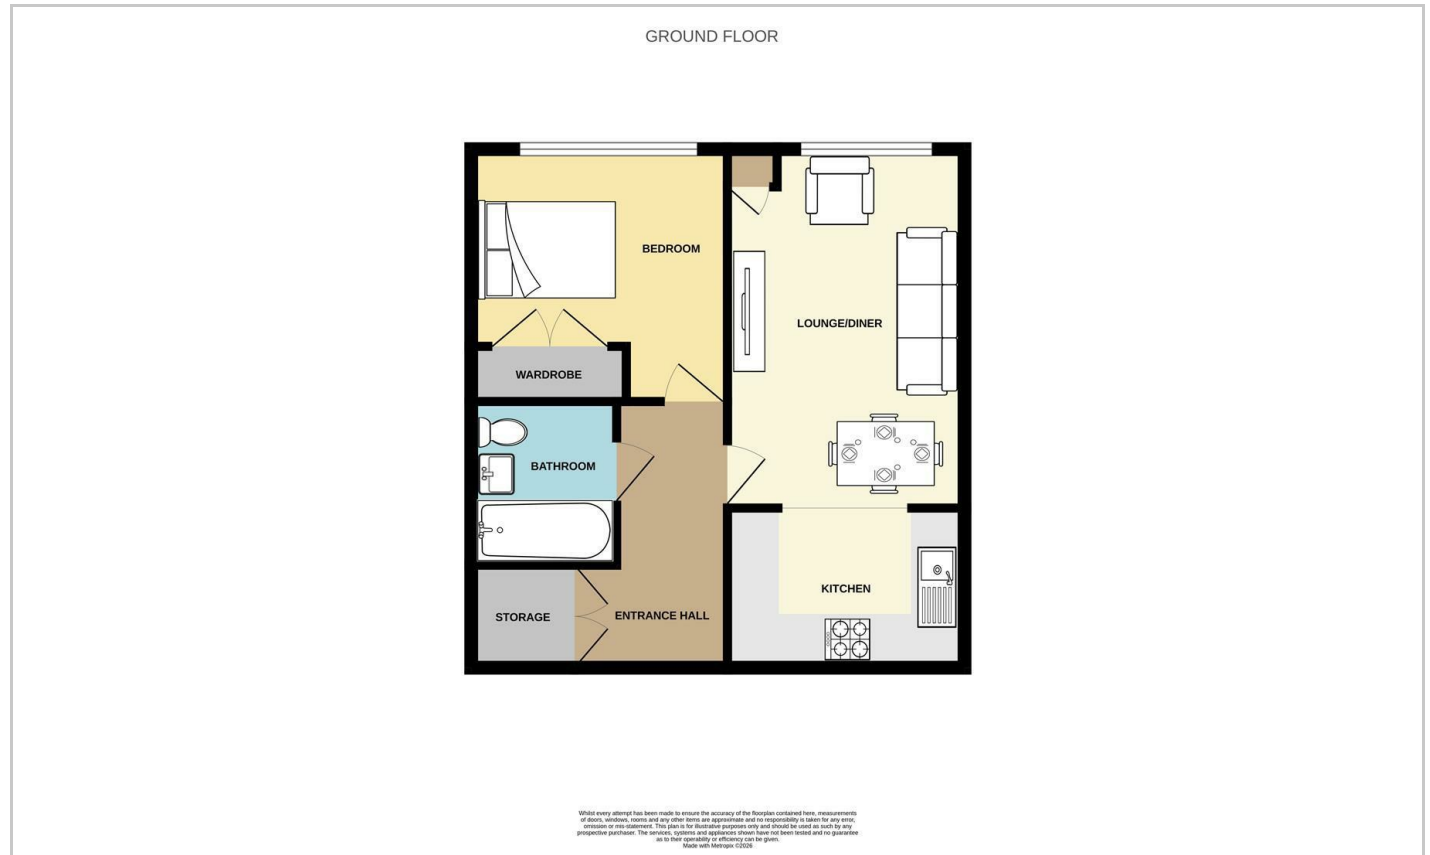 GROUND FLOOR
BEDROOM
LOUNGE/DINER
WARDROBE
BATHROOM
KITCHEN
STORAGE
ENTRANCE HALL
Whilst every attempt has been made to ensure the accuracy of the floorplan contained here, measurements
of doors, windows, rooms and any other items are approximate and no responsibility is taken for any error,
omission or mis-statement. This plan is for illustrative purposes only and should be used as such by any
prospective purchaser. The services, systems and appliances shown have not been tested and no guarantee
as to their operability or efficiency can be given.
Made with Metropix ©2026